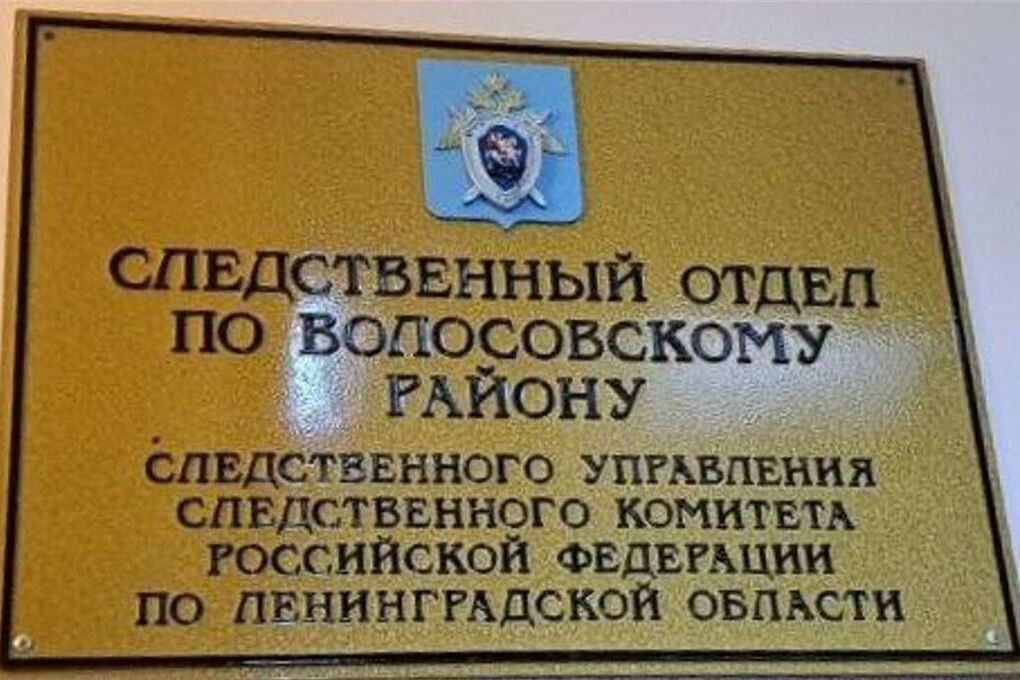 СЛЕДСТВЕННЫЙ ОТДЕЛ
ПО ВОЛОСОВСКОМУ
РАЙОНУ
СЛЕДСТВЕННОГО УПРАВЛЕНИЯ
СЛЕДСТВЕННОГО КОМИТЕТА
РОССИЙСКОЙ ФЕДЕРАЦИИ
ПО ЛЕНИНГРАДСКОЙ ОБЛАСТИ